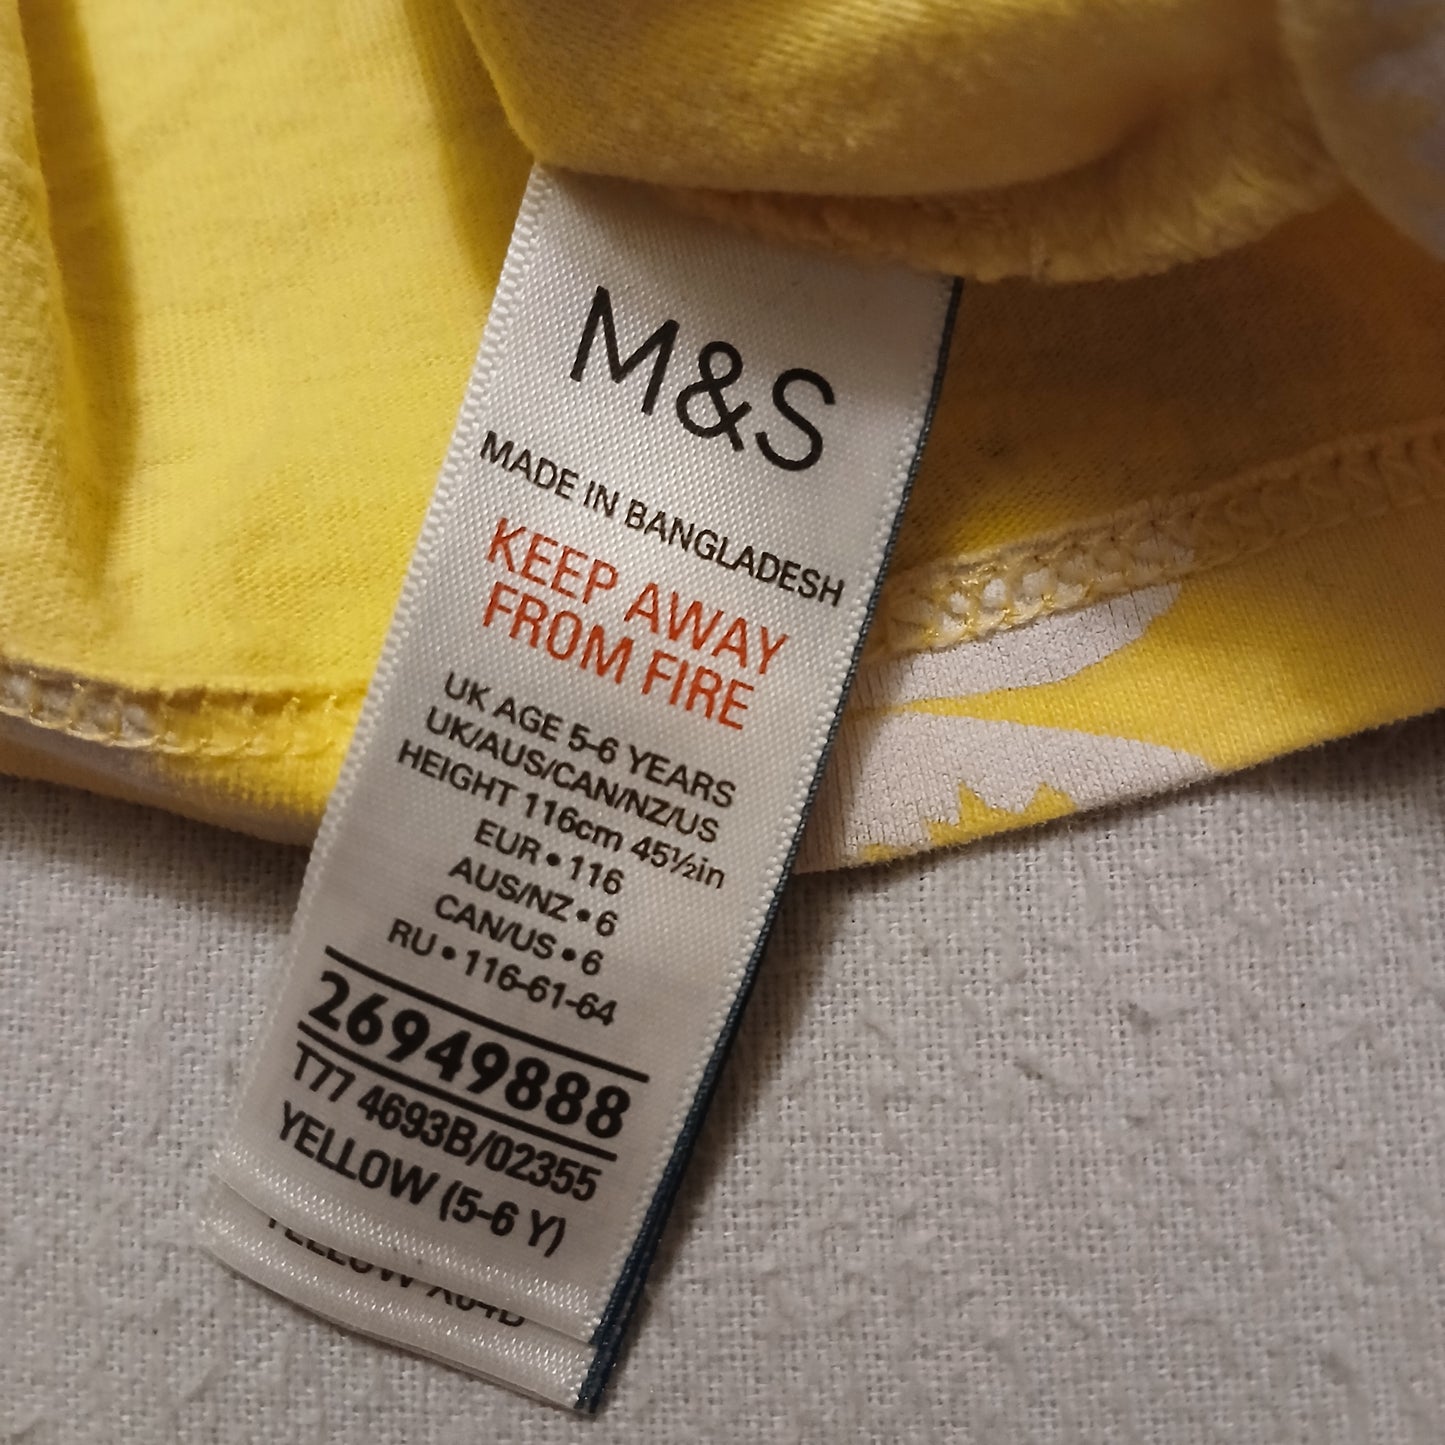 M&S
MADE IN BANGLADESH
KEEP AWAY
FROM FIRE
UK AGE 5-6 YEARS
UK/AUS/CAN/NZ/US
HEIGHT 116cm 45½in
EUR • 116
AUS/NZ • 6
CAN/US • 6
RU • 116-61-64
26949888
T77 4693B/02355
YELLOW (5-6 Y)
YELLOW